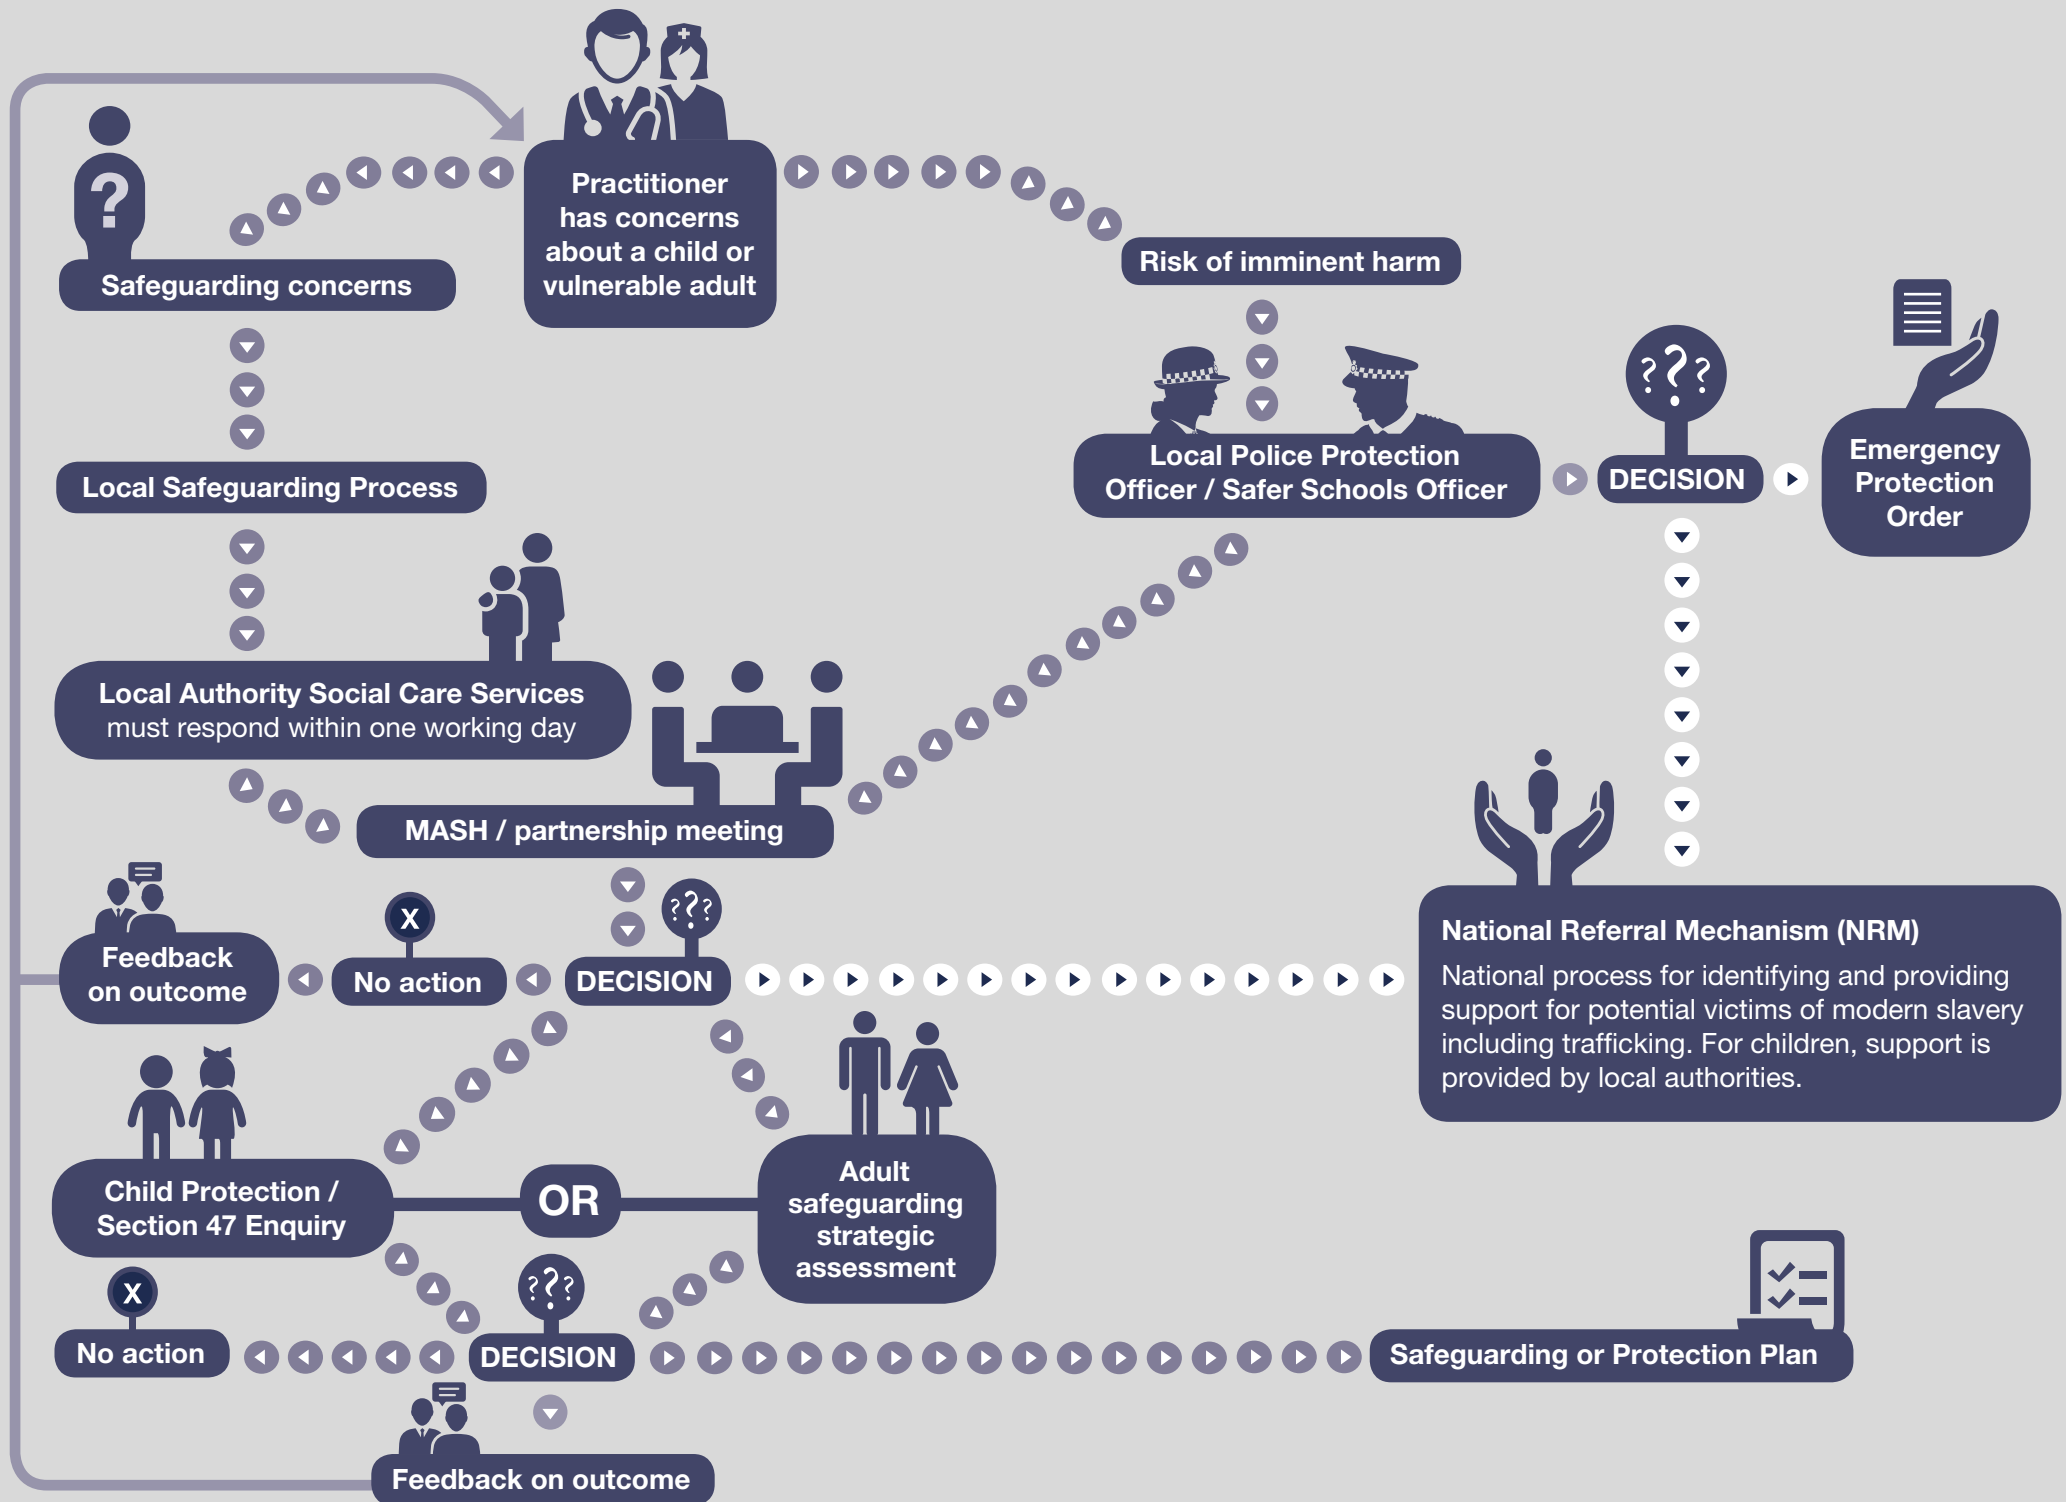 Practitioner
has concerns
about a child or
vulnerable adult
?
Safeguarding concerns
Risk of imminent harm
Local Safeguarding Process
Local Police Protection
Officer / Safer Schools Officer
???
DECISION
Emergency
Protection
Order
Local Authority Social Care Services
must respond within one working day
MASH / partnership meeting
Feedback
on outcome
X
No action
???
DECISION
National Referral Mechanism (NRM)
National process for identifying and providing
support for potential victims of modern slavery
including trafficking. For children, support is
provided by local authorities.
Child Protection /
Section 47 Enquiry
OR
Adult
safeguarding
strategic
assessment
X
No action
???
DECISION
Safeguarding or Protection Plan
Feedback on outcome